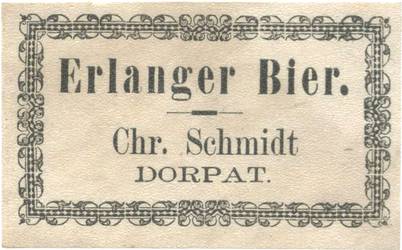 Erlanger Bier.
Chr. Schmidt
DORPAT.